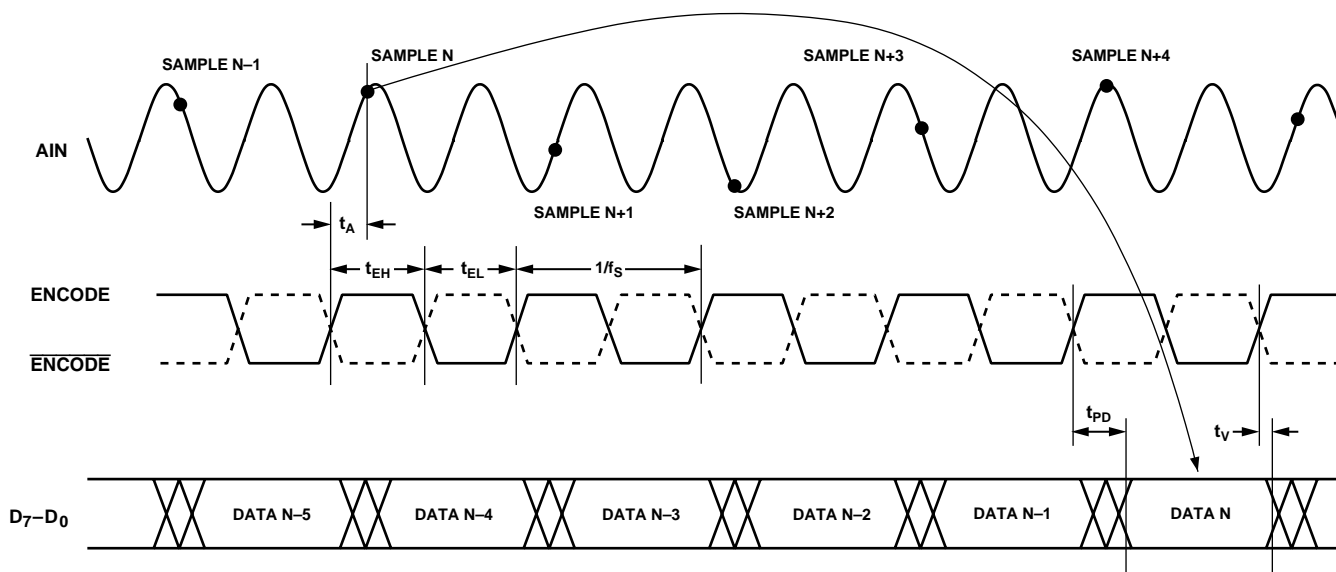 SAMPLE N–1
SAMPLE N
SAMPLE N+3
SAMPLE N+4
AIN
SAMPLE N+1
SAMPLE N+2
tA
tEH
tEL
1/fS
ENCODE
ENCODE
tPD
tV
D7–D0
DATA N–5
DATA N–4
DATA N–3
DATA N–2
DATA N–1
DATA N